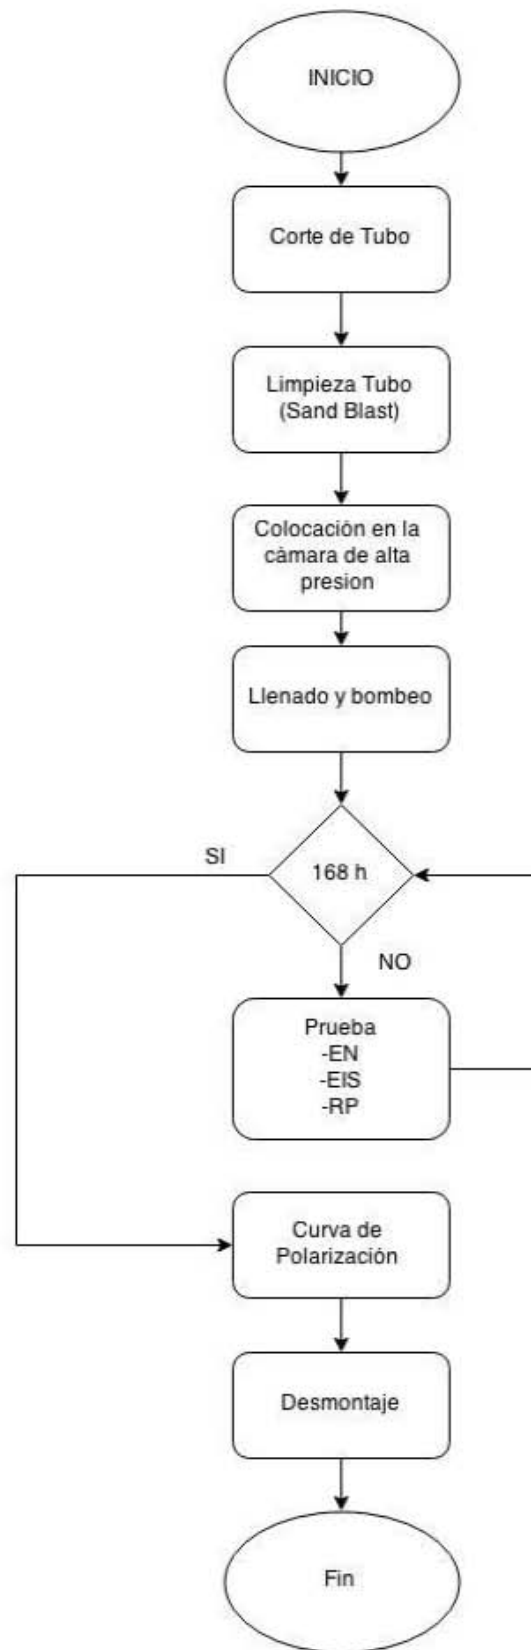 INICIO
Corte de Tubo
Limpieza Tubo
(Sand Blast)
Colocación en la
càmara de alta
presion
Llenado y bombeo
SI
168 h
NO
Prueba
-EN
-EIS
-RP
Curva de
Polarización
Desmontaje
Fin